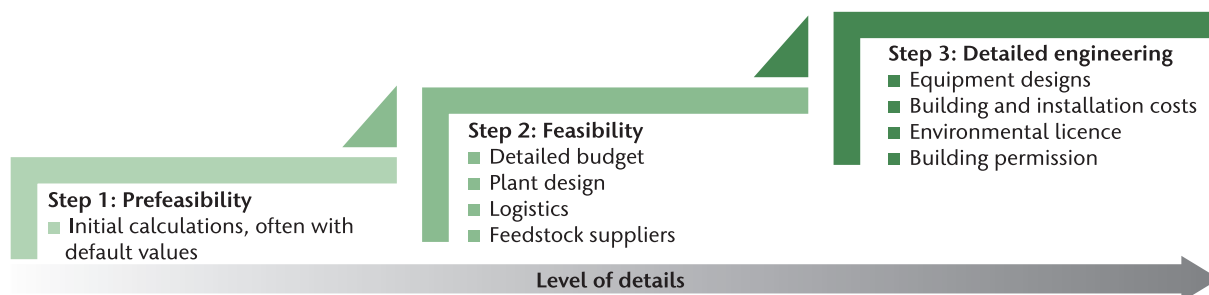 Step 1: Prefeasibility
Initial calculations, often with
default values
Step 2: Feasibility
Detailed budget
Plant design
Logistics
Feedstock suppliers
Step 3: Detailed engineering
Equipment designs
Building and installation costs
Environmental licence
Building permission
Level of details